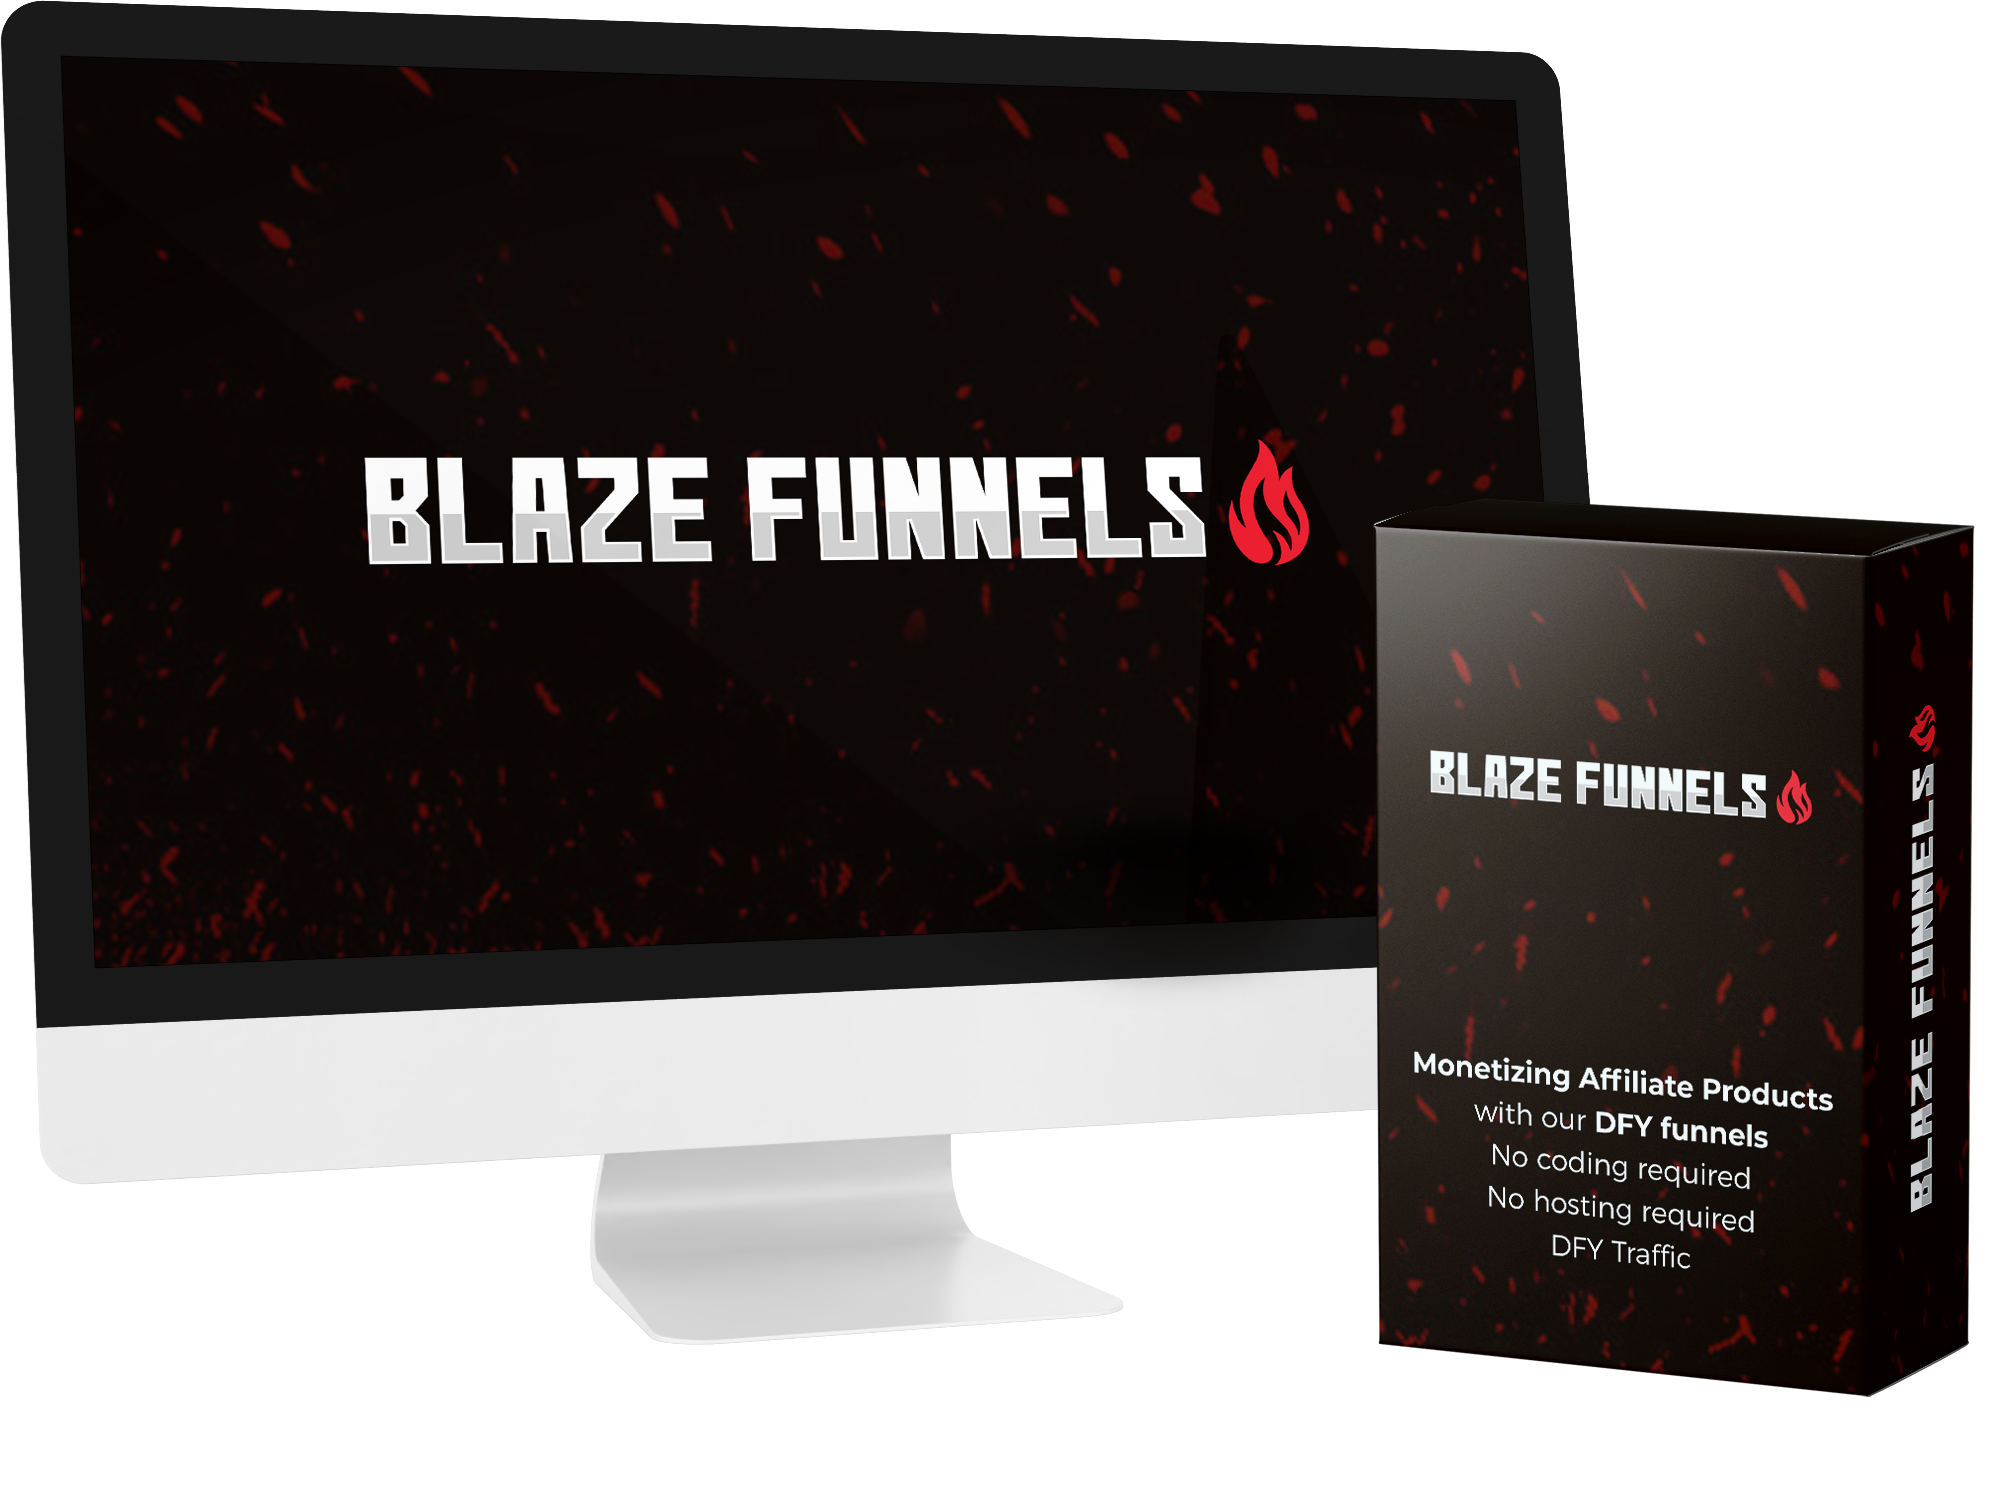 BLAZE FUNNELS
BLAZE FUNNELS
Monetizing Affiliate Products
with our DFY funnels
No coding required
No hosting required
DFY Traffic
BLAZE FUNNELS